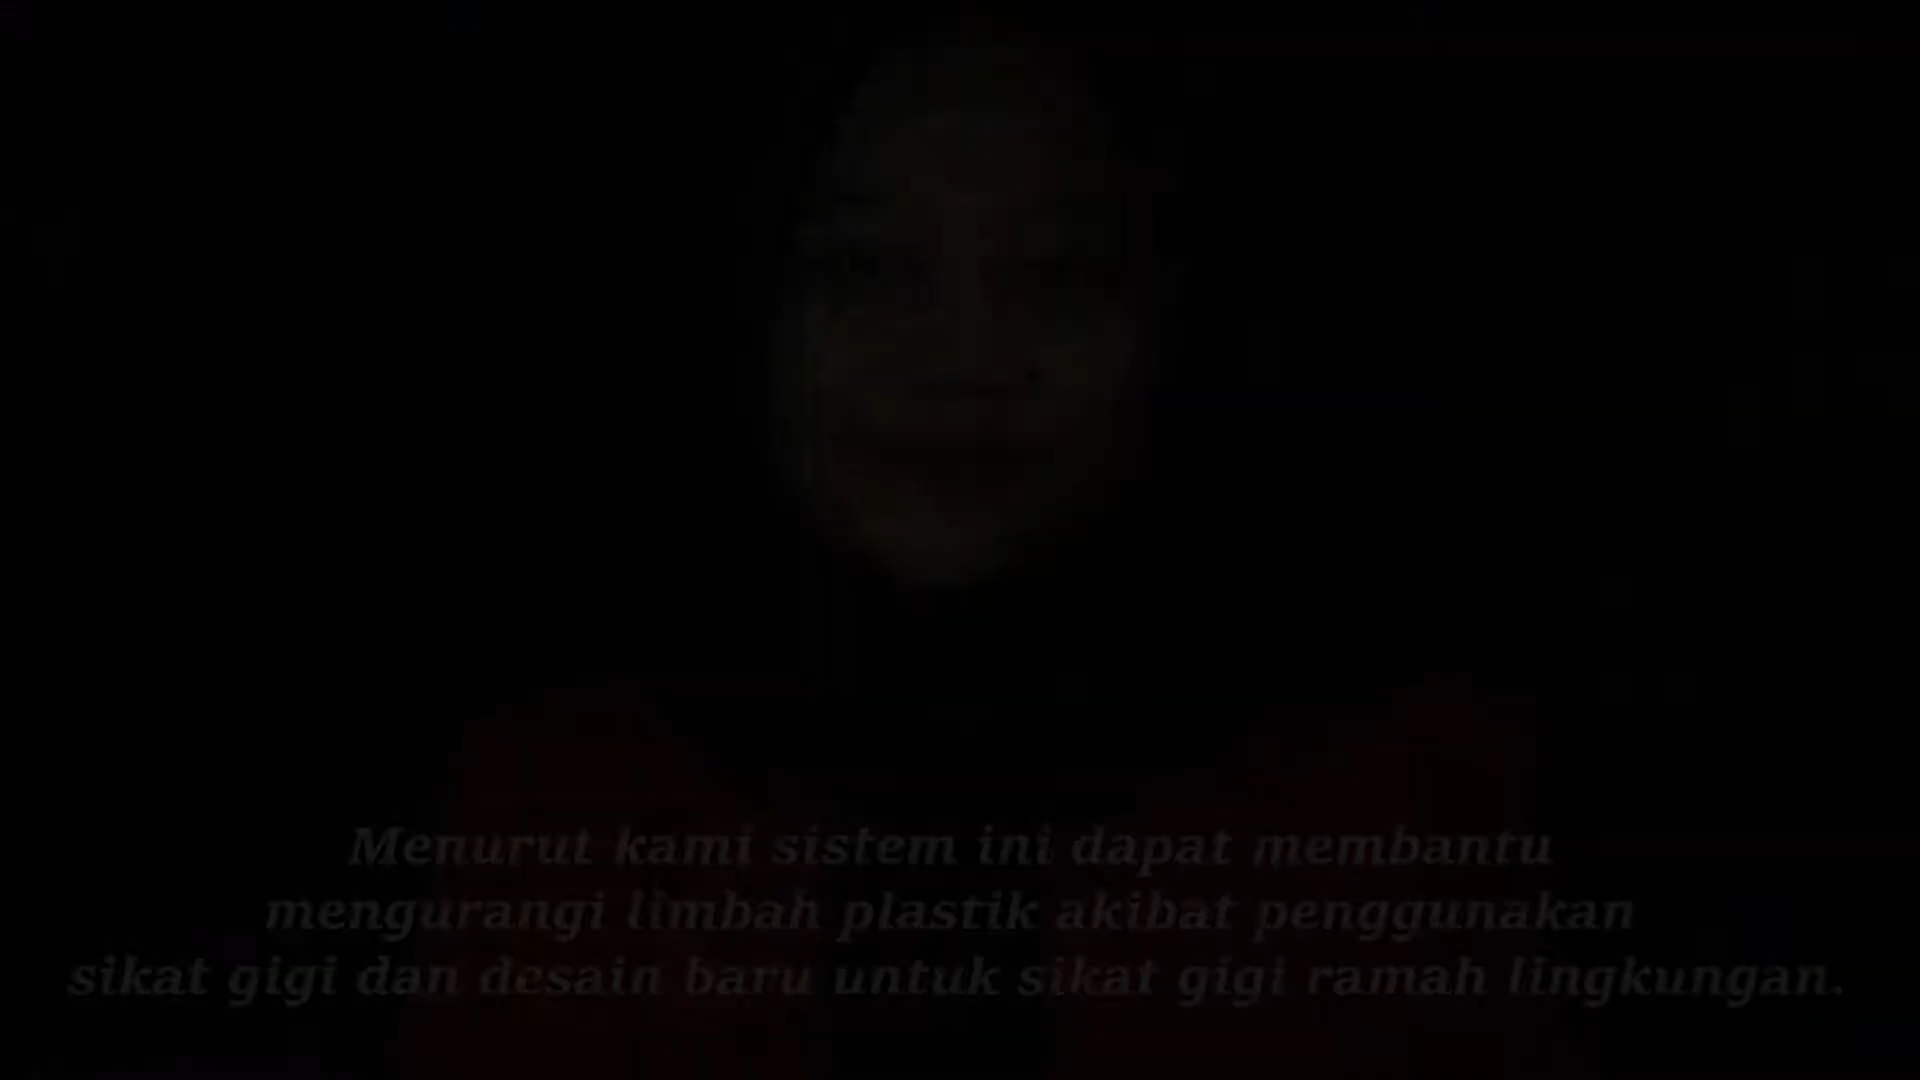 Menurut kami sistem ini dapat membantu
mengurangi limbah plastik akibat penggunakan
sikat gigi dan desain baru untuk sikat gigi ramah lingkungan.